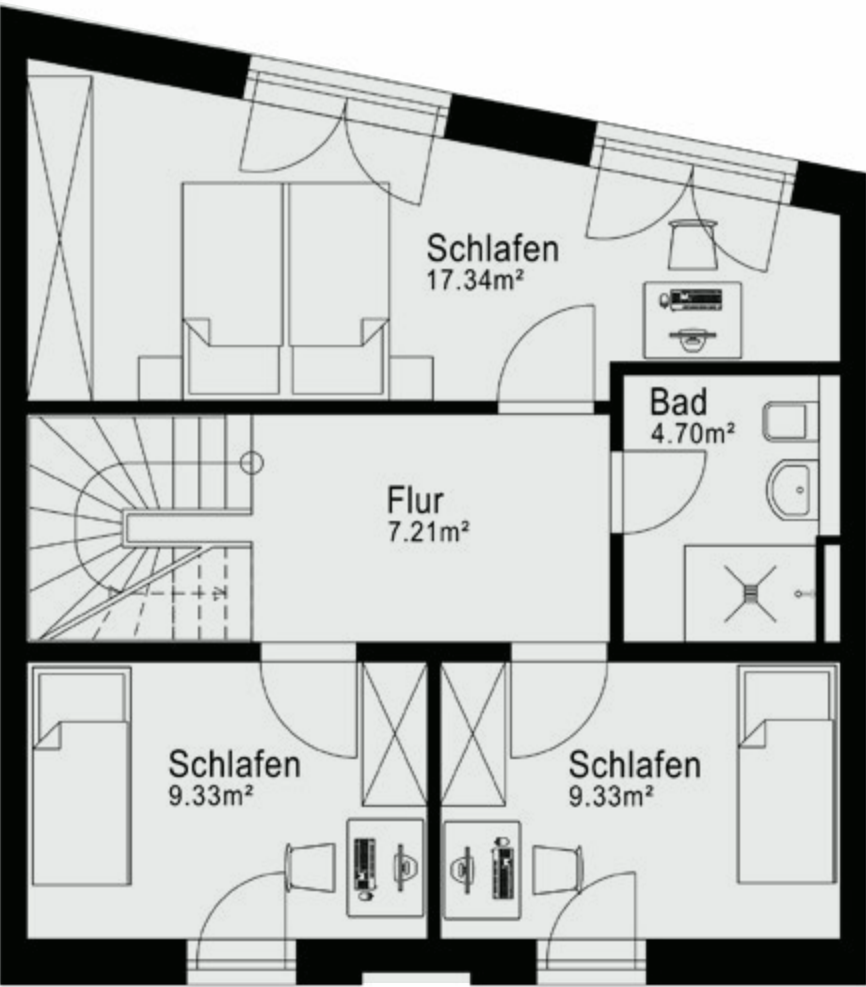 Schlafen
17.34m²
Bad
4.70m²
Flur
7.21m²
Schlafen
9.33m²
Schlafen
9.33m²